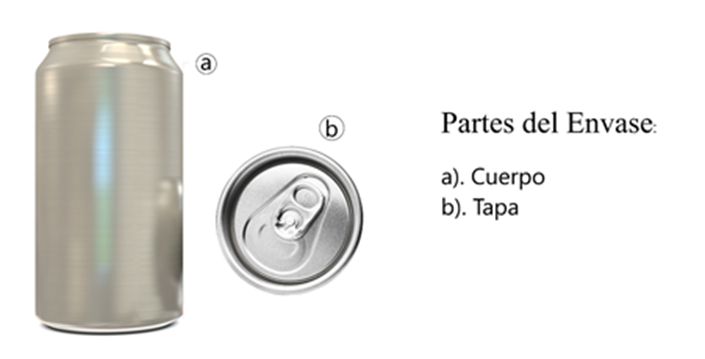 a
b
Partes del Envase:
a). Cuerpo
b). Tapa